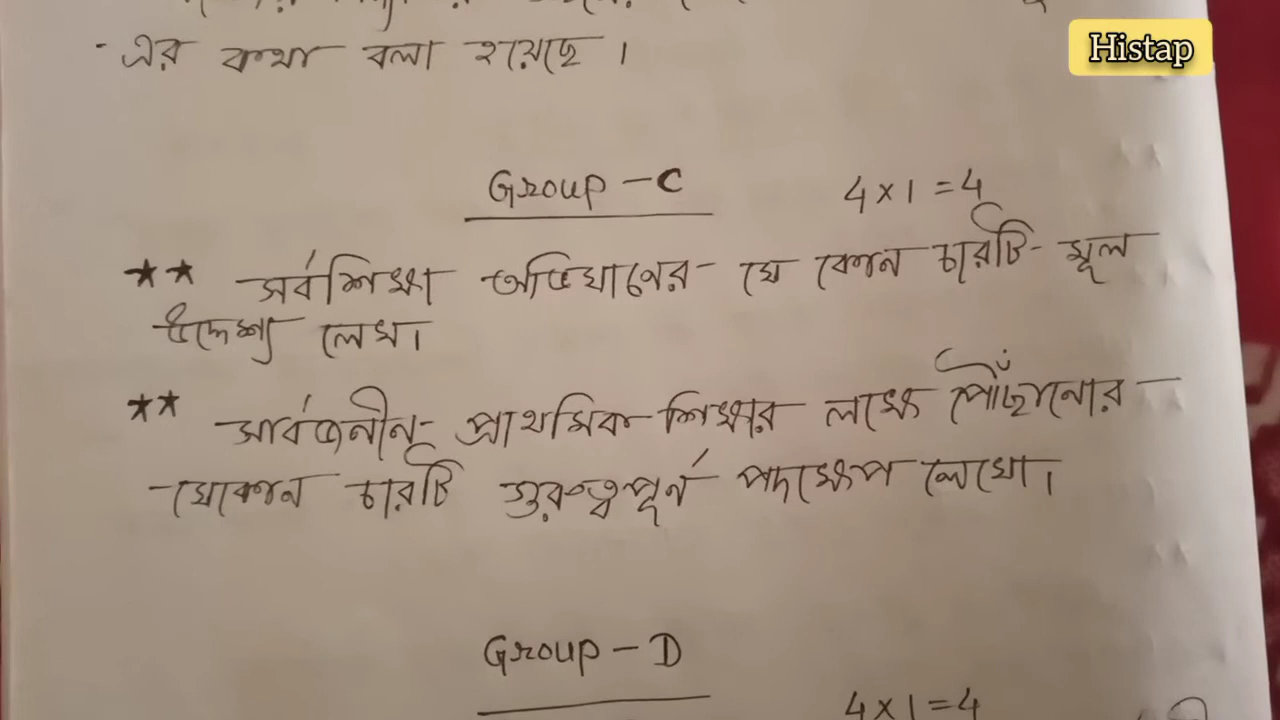 এর কথা বলা হয়েছে।
Histap
Group - C 4 x 1 = 4
** সর্বশিক্ষা অভিযানের যে কোন চারটি মূল
উদ্দেশ্য লেখ।
** সার্বজনীন প্রাথমিক শিক্ষার লক্ষে পৌঁছানোর
যেকোন চারটি গুরুত্বপূর্ন পদক্ষেপ লেখো।
Group - D
4 x 1 = 4